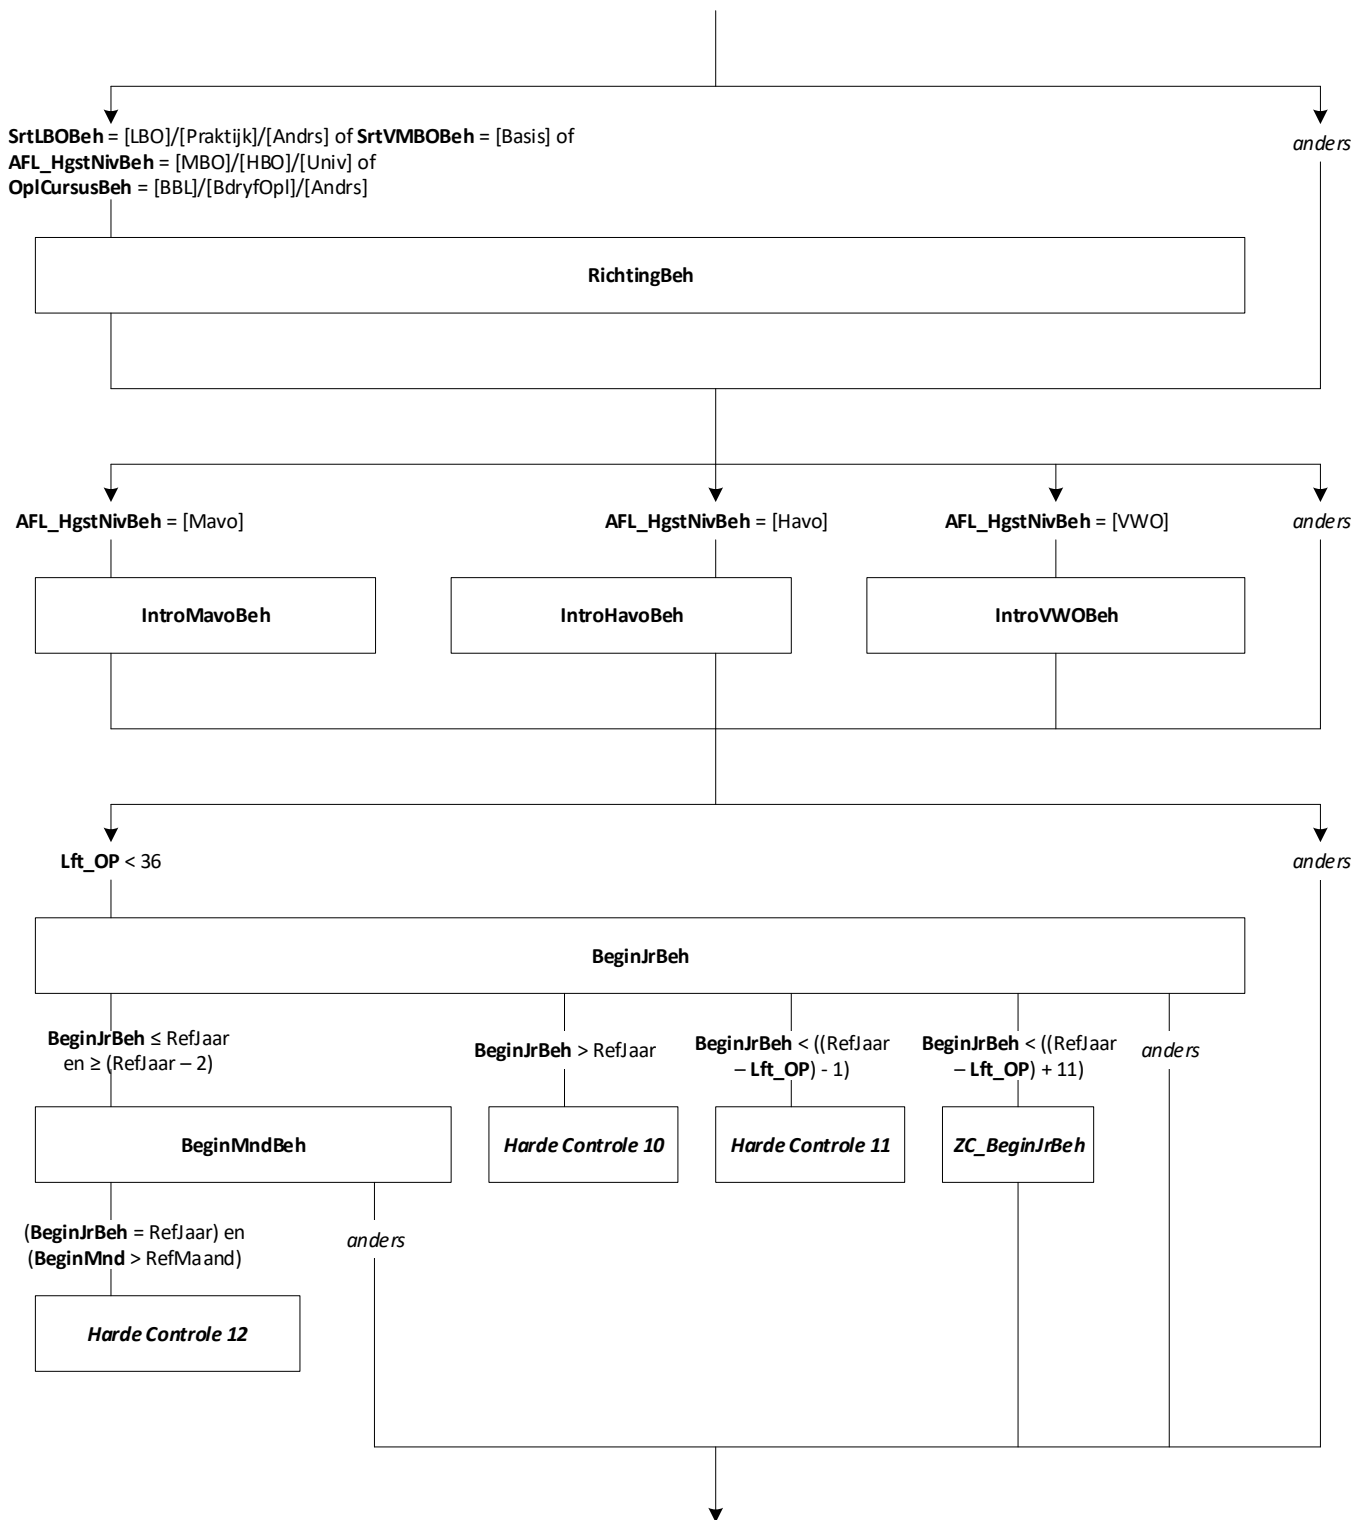 SrtLBOBeh = [LBO]/[Praktijk]/[Andrs] of SrtVMBOBeh = [Basis] of
AFL_HgstNivBeh = [MBO]/[HBO]/[Univ] of
OplCursusBeh = [BBL]/[BdryfOpl]/[Andrs]
anders
RichtingBeh
AFL_HgstNivBeh = [Mavo]
AFL_HgstNivBeh = [Havo]
AFL_HgstNivBeh = [VWO]
anders
IntroMavoBeh
IntroHavoBeh
IntroVWOBeh
Lft_OP < 36
anders
BeginJrBeh
BeginJrBeh ≤ RefJaar
en ≥ (RefJaar – 2)
BeginJrBeh > RefJaar
BeginJrBeh < ((RefJaar
– Lft_OP) - 1)
BeginJrBeh < ((RefJaar
– Lft_OP) + 11)
anders
BeginMndBeh
Harde Controle 10
Harde Controle 11
ZC_BeginJrBeh
(BeginJrBeh = RefJaar) en
(BeginMnd > RefMaand)
anders
Harde Controle 12